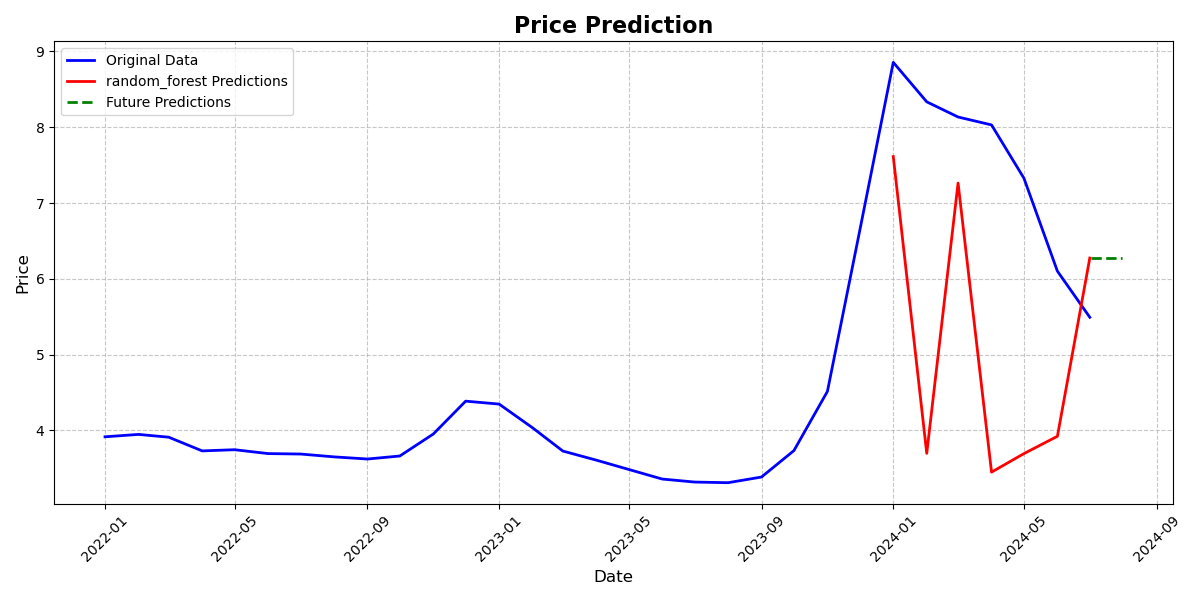 Price Prediction
Original Data
random_forest Predictions
Future Predictions
9
8
7
6
5
4
Price
2022-01
2022-05
2022-09
2023-01
2023-05
2023-09
2024-01
2024-05
2024-09
Date